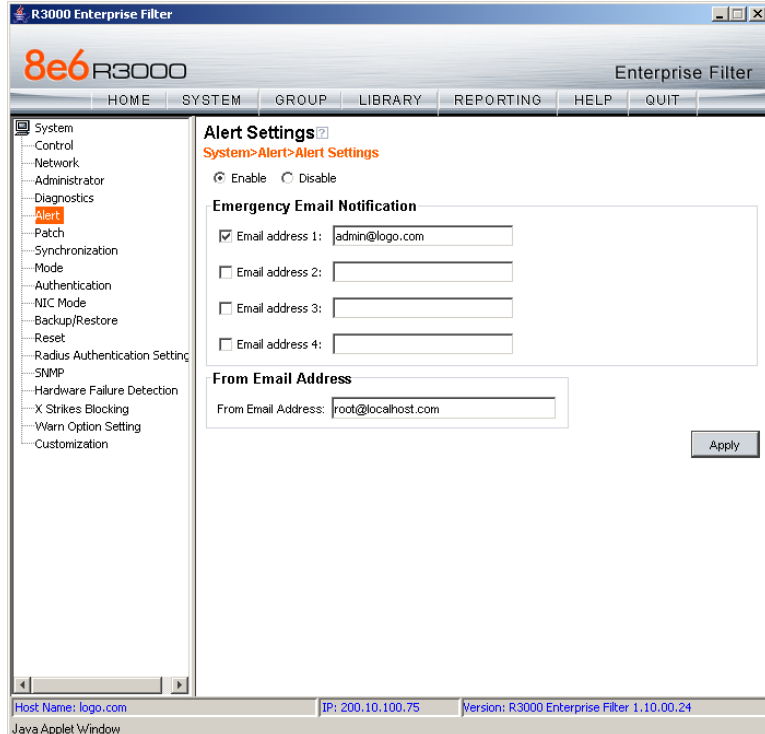 R3000 Enterprise Filter
8e6 R3000
Enterprise Filter
HOME SYSTEM GROUP LIBRARY REPORTING HELP QUIT
System
Control
Network
Administrator
Diagnostics
Alert
Patch
Synchronization
Mode
Authentication
NIC Mode
Backup/Restore
Reset
Radius Authentication Setting
SNMP
Hardware Failure Detection
X Strikes Blocking
Warn Option Setting
Customization
Alert Settings ?
System>Alert>Alert Settings
Enable Disable
Emergency Email Notification
Email address 1: admin@logo.com
Email address 2:
Email address 3:
Email address 4:
From Email Address
From Email Address: root@localhost.com
Apply
Host Name: logo.com IP: 200.10.100.75 Version: R3000 Enterprise Filter 1.10.00.24
Java Applet Window